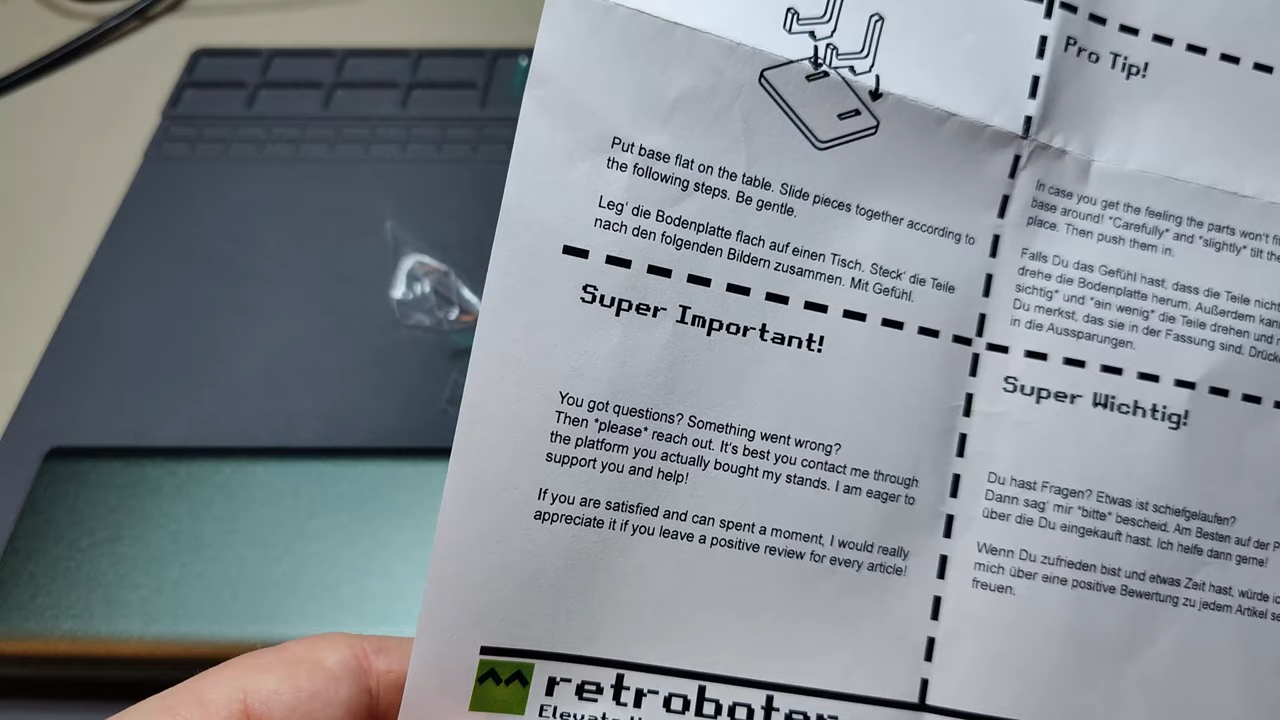 Put base flat on the table. Slide pieces together according to
the following steps. Be gentle.
Leg' die Bodenplatte flach auf einen Tisch. Steck' die Teile
nach den folgenden Bildern zusammen. Mit Gefühl.
Super Important!
You got questions? Something went wrong?
Then *please* reach out. It's best you contact me through
the platform you actually bought my stands. I am eager to
support you and help!
If you are satisfied and can spent a moment, I would really
appreciate it if you leave a positive review for every article!
Pro Tip!
In case you get the feeling the parts won't
base around! *Carefully* and *slightly* tilt
place. Then push them in.
Falls Du das Gefühl hast, dass die Teile nicht
drehe die Bodenplatte herum. Außerdem
sichtig* und *ein wenig* die Teile drehen und
Du merkst, das sie in der Fassung sind.
in die Aussparungen.
Super Wichtig!
Du hast Fragen? Etwas ist schiefgelaufen?
Dann sag' mir *bitte* bescheid. Am Besten auf der
über die Du eingekauft hast. Ich helfe dann gerne!
Wenn Du zufrieden bist und etwas Zeit hast, würde
mich über eine positive Bewertung zu jedem Artikel
freuen.